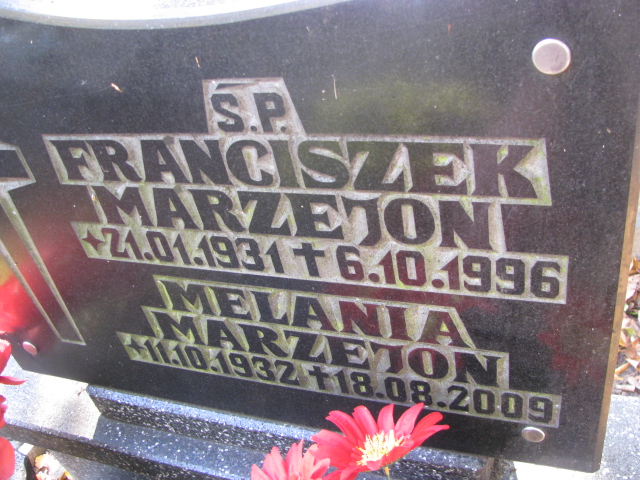 Ś.P.
FRANCISZEK
MARZEJON
✶21.01.1931 ✝ 6.10.1996
MELANIA
MARZEJON
✶11.10.1932 ✝18.08.2009